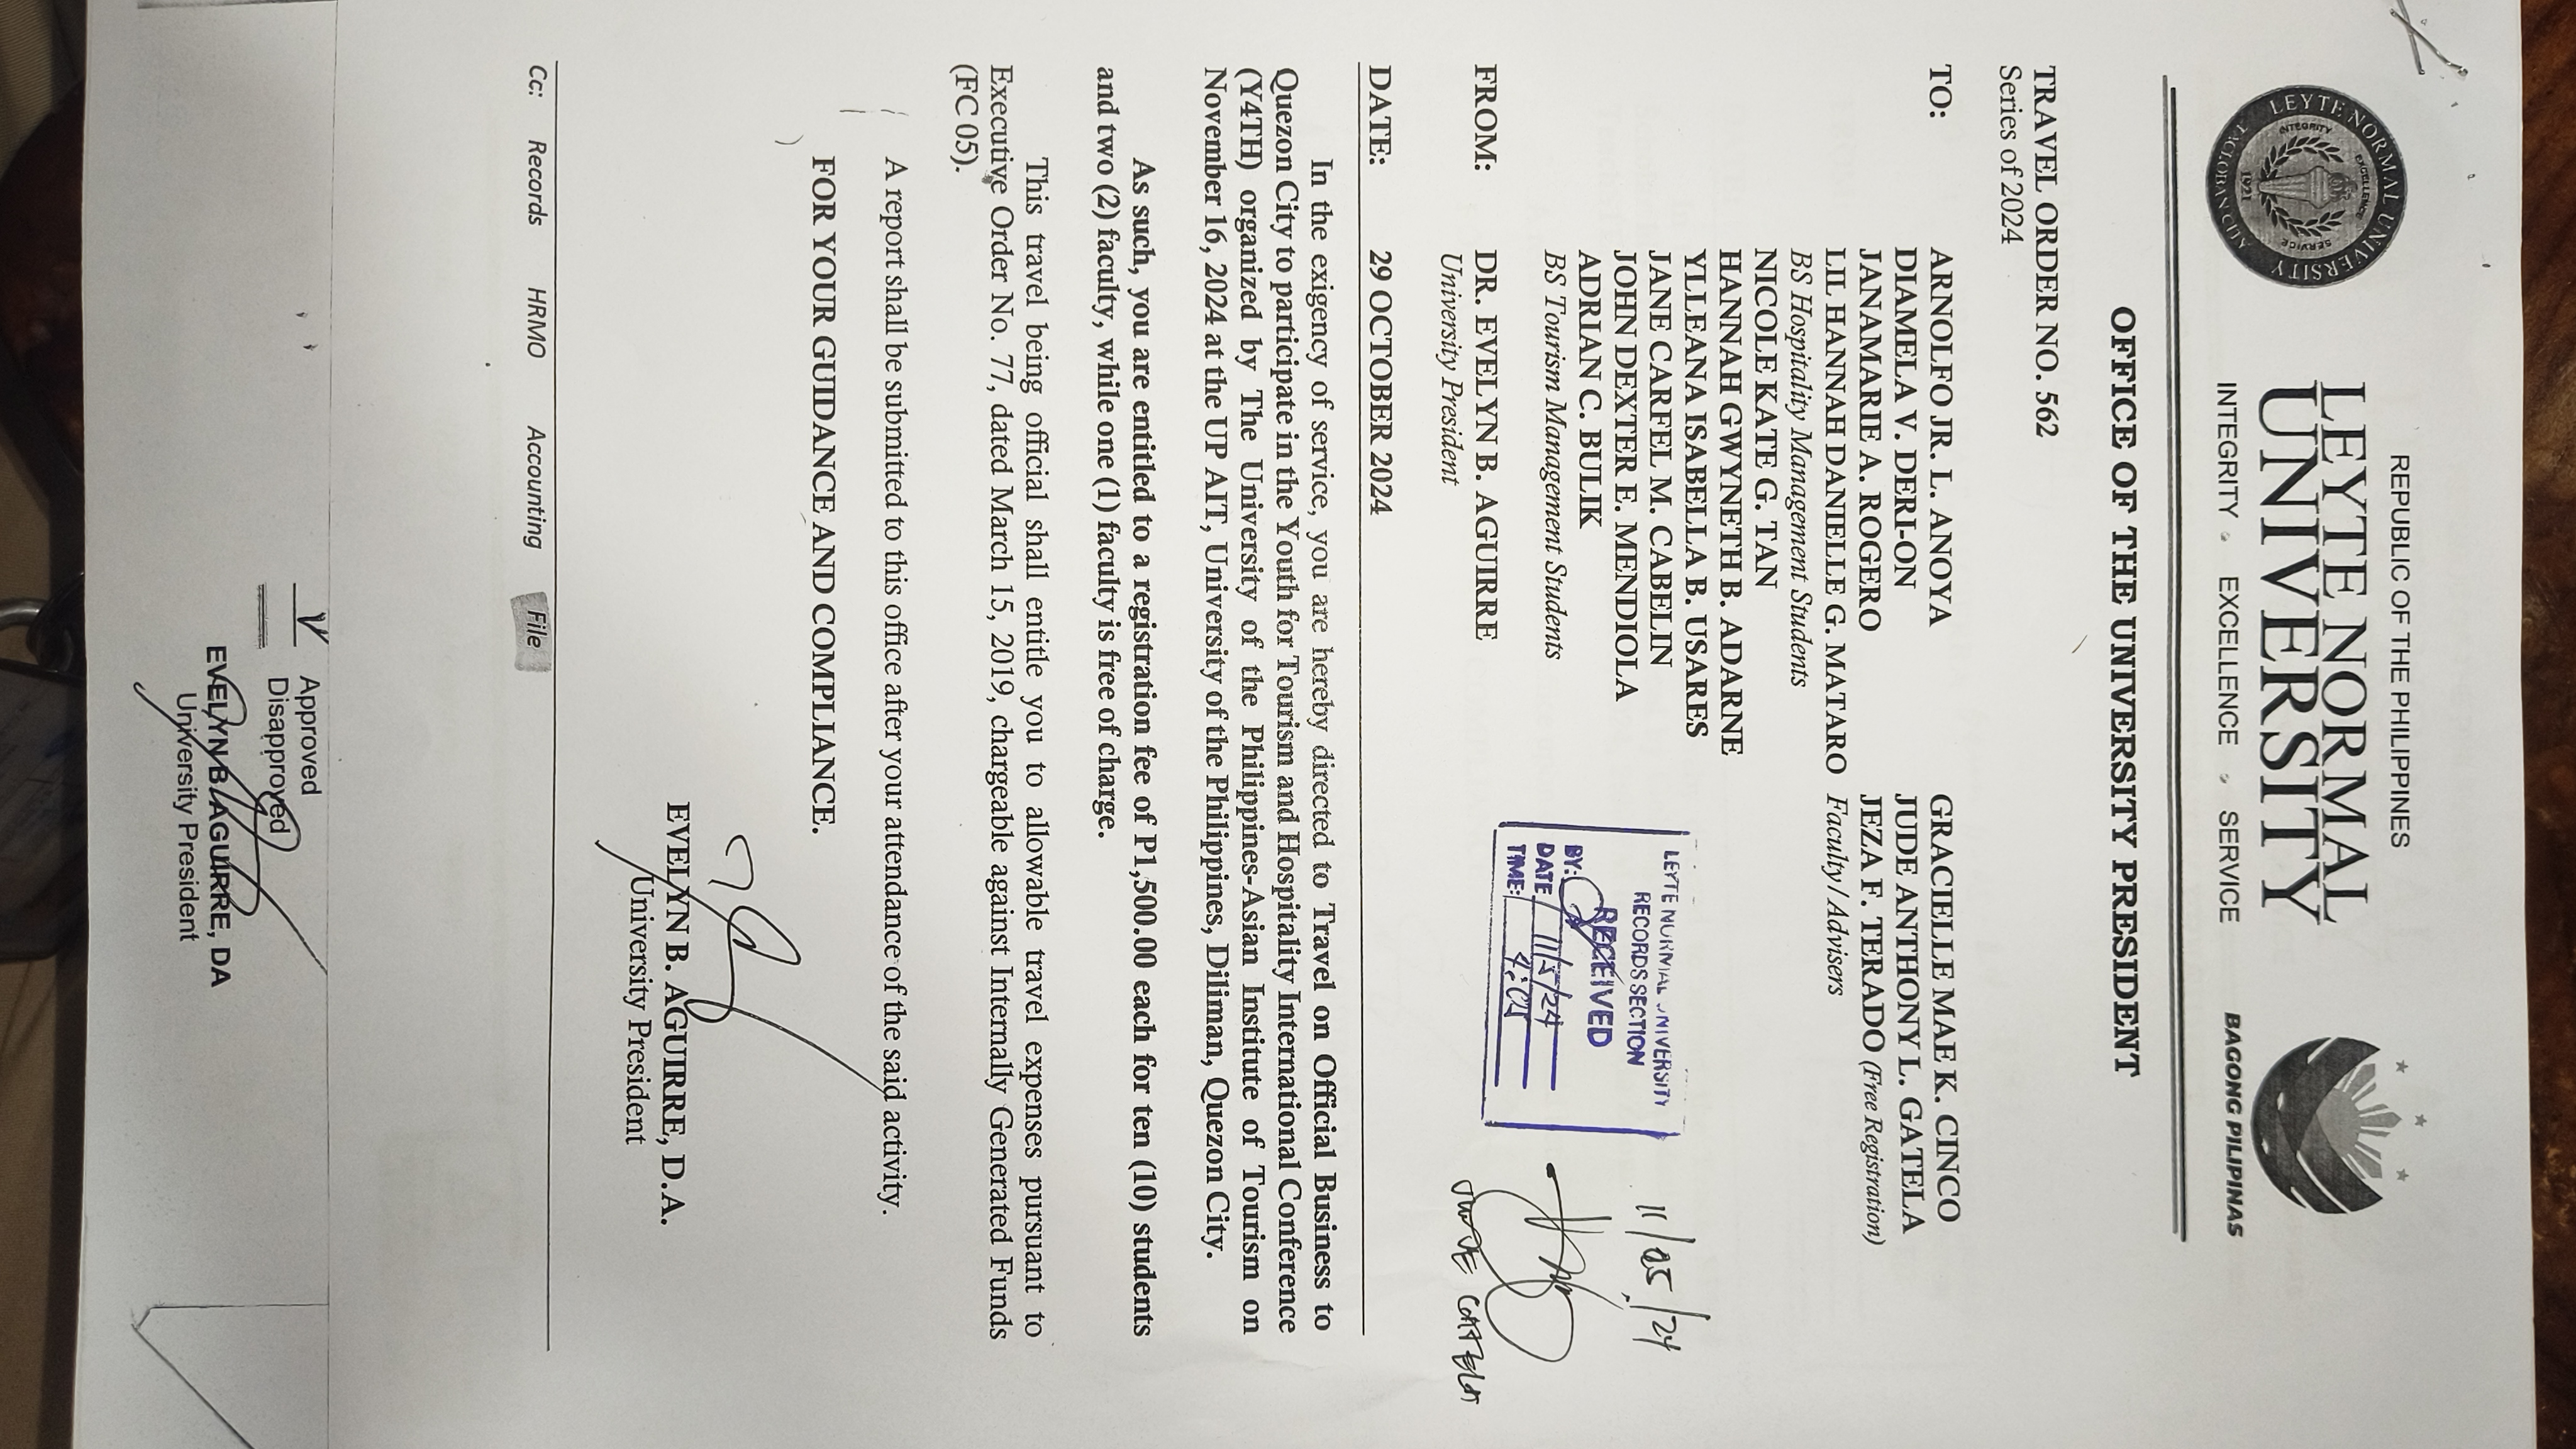 REPUBLIC OF THE PHILIPPINES
LEYTE NORMAL
UNIVERSITY
INTEGRITY EXCELLENCE SERVICE
LEYTE NORMAL UNIVERSITY
INTEGRITY EXCELLENCE SERVICE
1921
TACLOBAN CITY
BAGONG PILIPINAS
OFFICE OF THE UNIVERSITY PRESIDENT
TRAVEL ORDER NO. 562
Series of 2024
TO: ARNOLFO JR. L. ANOYA GRACIELLE MAE K. CINCO
DIAMELA V. DERI-ON JUDE ANTHONY L. GATELA
JANAMARIE A. ROGERO JEZA F. TERADO (Free Registration)
LIL HANNAH DANIELLE G. MATARO Faculty/Advisers
BS Hospitality Management Students
NICOLE KATE G. TAN
HANNAH GWYNETH B. ADARNE
YLLEANA ISABELLA B. USARES
JANE CARFEL M. CABELIN
JOHN DEXTER E. MENDIOLA
ADRIAN C. BULIK
BS Tourism Management Students
LEYTE NORMAL UNIVERSITY
RECORDS SECTION
RECEIVED
BY:
DATE 11/5/24
TIME:
11/05/24
FROM: DR. EVELYN B. AGUIRRE
University President
DATE: 29 OCTOBER 2024
In the exigency of service, you are hereby directed to Travel on Official Business to
Quezon City to participate in the Youth for Tourism and Hospitality International Conference
(Y4TH) organized by The University of the Philippines-Asian Institute of Tourism on
November 16, 2024 at the UP AIT, University of the Philippines, Diliman, Quezon City.
As such, you are entitled to a registration fee of P1,500.00 each for ten (10) students
and two (2) faculty, while one (1) faculty is free of charge.
This travel being official shall entitle you to allowable travel expenses pursuant to
Executive Order No. 77, dated March 15, 2019, chargeable against Internally Generated Funds
(FC 05).
A report shall be submitted to this office after your attendance of the said activity.
FOR YOUR GUIDANCE AND COMPLIANCE.
EVELYN B. AGUIRRE, D.A.
University President
Cc: Records HRMO Accounting File
Approved
Disapproved
EVELYN B. AGUIRRE, DA
University President